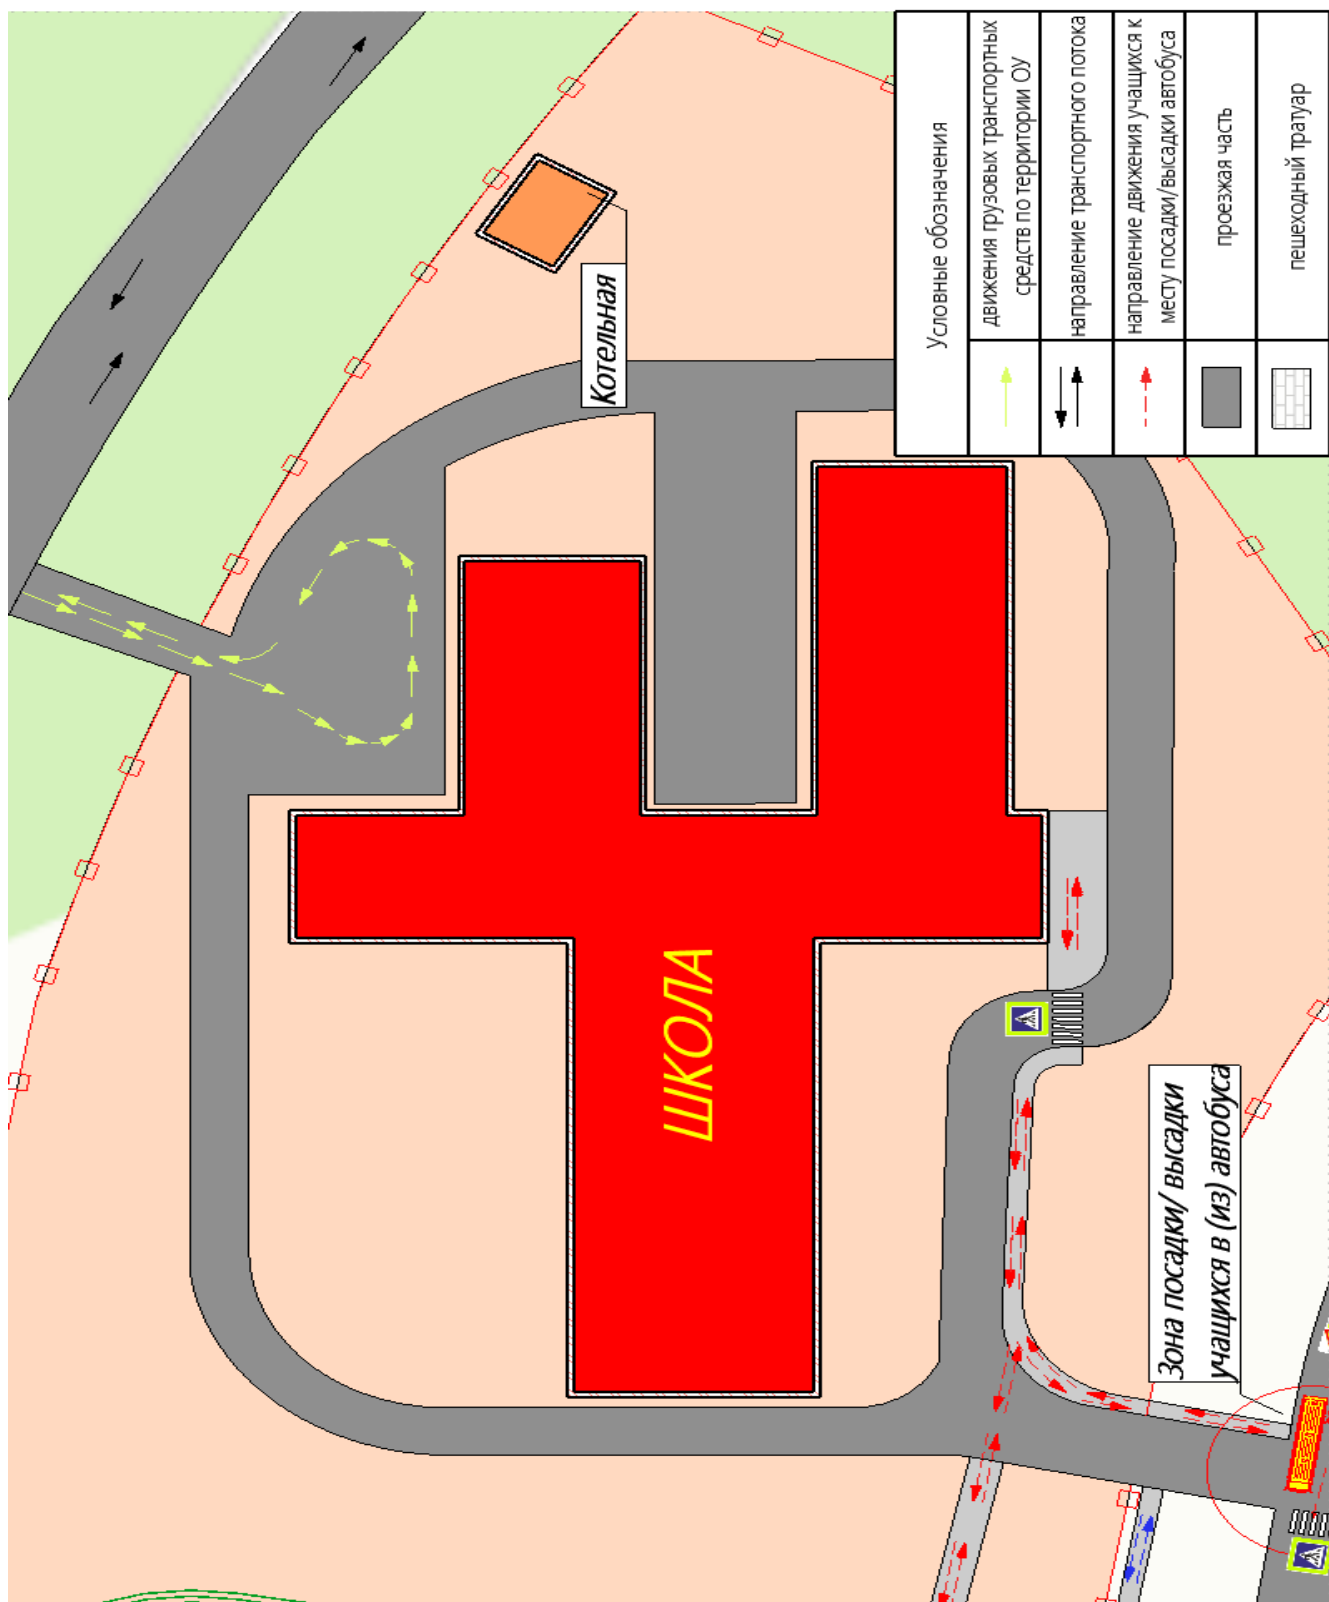 Условные обозначения
движения грузовых транспортных
средств по территории ОУ
направление транспортного потока
направление движения учащихся к
месту посадки/высадки автобуса
проезжая часть
пешеходный тратуар
Котельная
ШКОЛА
Зона посадки/ высадки
учащихся в (из) автобуса